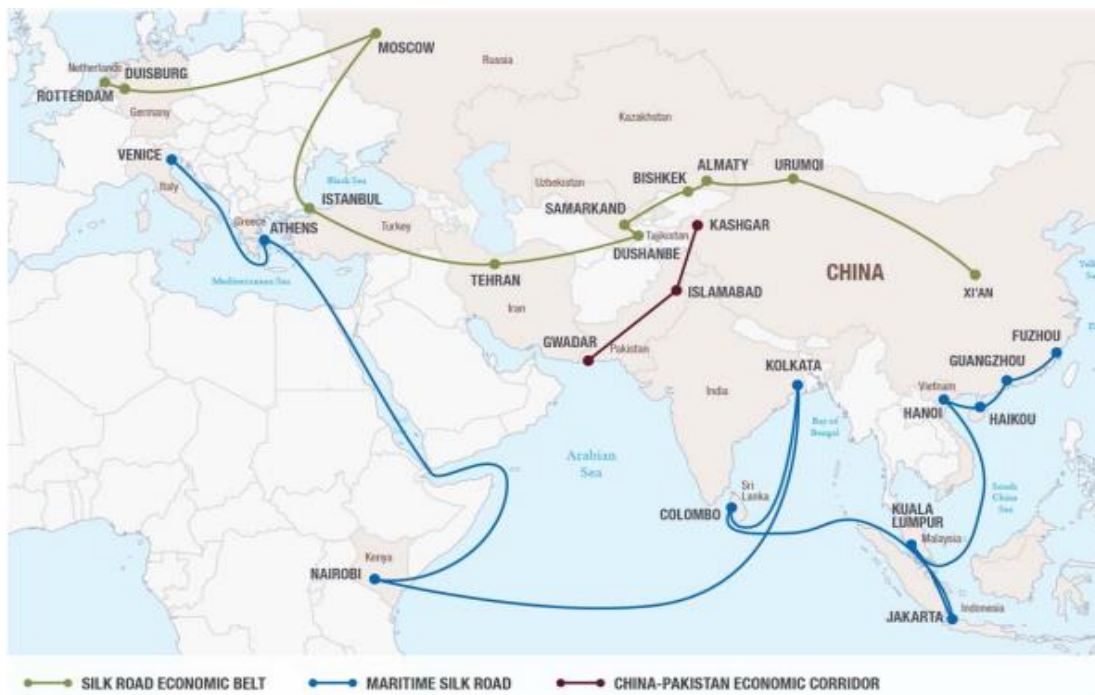 MOSCOW
Russia
Netherlands
DUISBURG
ROTTERDAM
Germany
Kazakhstan
VENICE
ALMATY
URUMQI
BISHKEK
Italy
Black Sea
Uzbekistan
ISTANBUL
SAMARKAND
Greece
ATHENS
Turkey
KASHGAR
Tajikistan
DUSHANBE
CHINA
Mediterranean Sea
TEHRAN
ISLAMABAD
XI'AN
Iran
FUZHOU
GWADAR
Pakistan
GUANGZHOU
KOLKATA
India
Vietnam
HANOI
HAIKOU
Bay of
Bengal
Arabian
Sea
Sri
Lanka
South
China
Sea
COLOMBO
KUALA
LUMPUR
Malaysia
Kenya
NAIROBI
JAKARTA
Indonesia
SILK ROAD ECONOMIC BELT
MARITIME SILK ROAD
CHINA-PAKISTAN ECONOMIC CORRIDOR